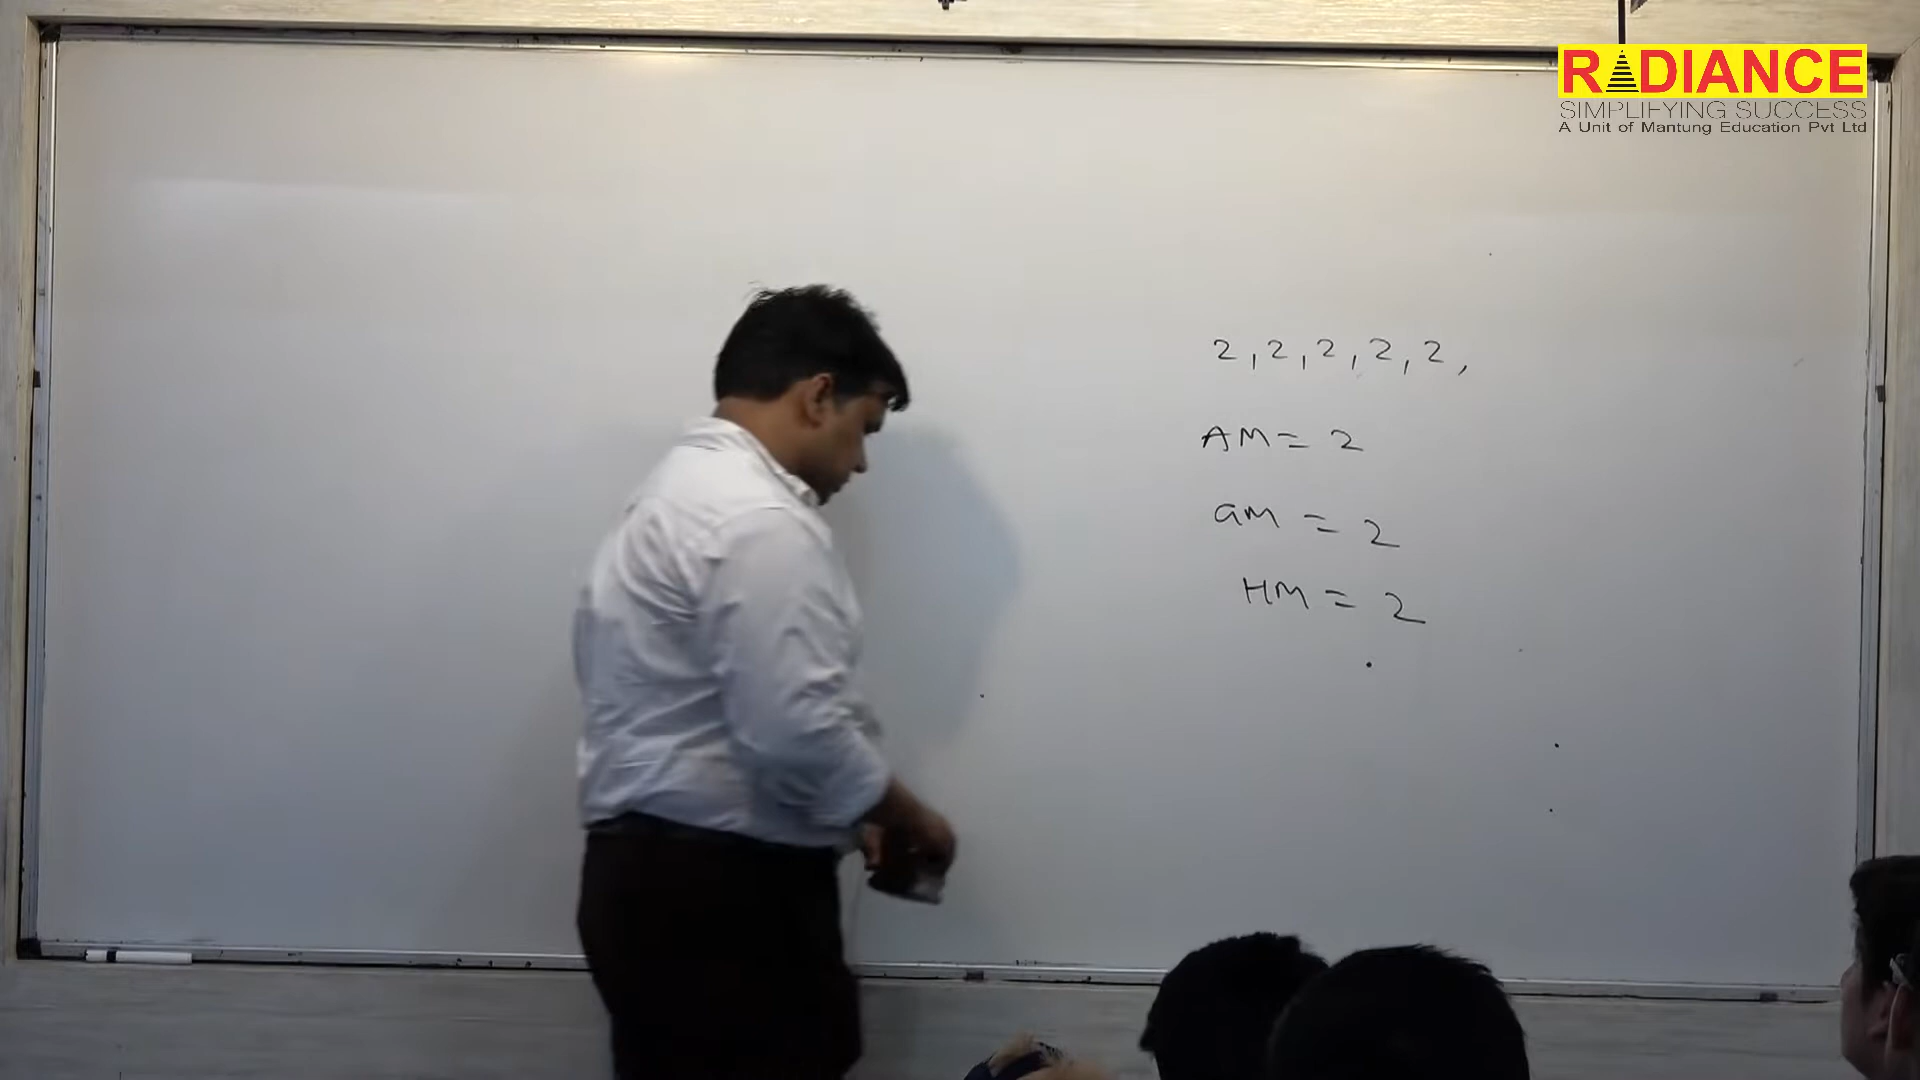 RADIANCE
SIMPLIFYING SUCCESS
A Unit of Mantung Education Pvt Ltd
2, 2, 2, 2, 2,
AM = 2
GM = 2
HM = 2